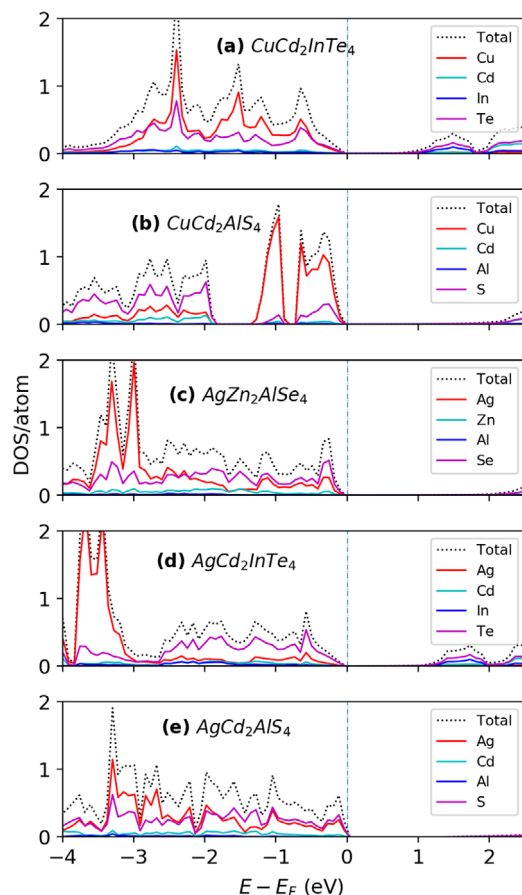 2
1
0
(a) CuCd₂InTe₄
Total
Cu
Cd
In
Te
2
1
0
(b) CuCd₂AlS₄
Total
Cu
Cd
Al
S
DOS/atom
2
1
0
(c) AgZn₂AlSe₄
Total
Ag
Zn
Al
Se
2
1
0
(d) AgCd₂InTe₄
Total
Ag
Cd
In
Te
2
1
0
(e) AgCd₂AlS₄
Total
Ag
Cd
Al
S
−4 −3 −2 −1 0 1 2
E − E_F (eV)